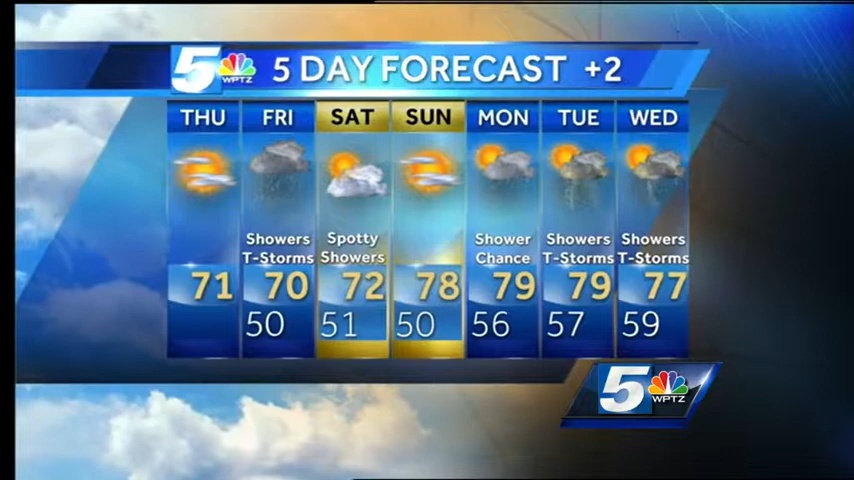 5 WPTZ 5 DAY FORECAST +2
THU FRI SAT SUN MON TUE WED
Showers Spotty Shower Showers Showers
T-Storms Showers Chance T-Storms T-Storms
71 70 72 78 79 79 77
50 51 50 56 57 59
5 WPTZ